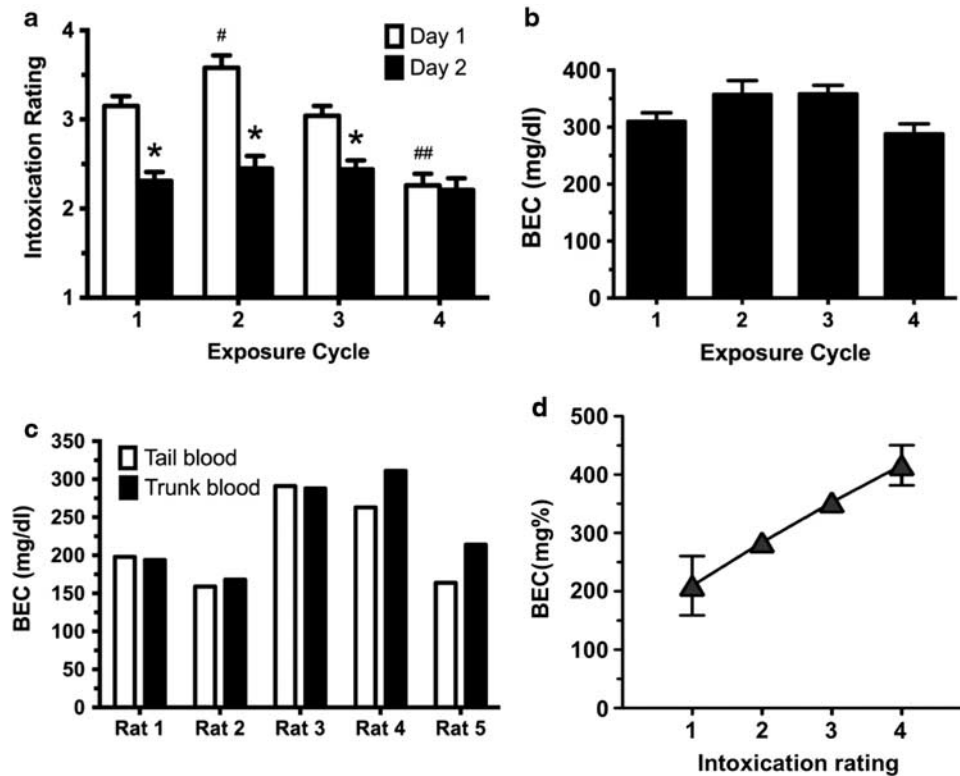 a
4
3
2
1
Intoxication Rating
#
*
*
*
##
Day 1
Day 2
1 2 3 4
Exposure Cycle
b
400
300
200
100
0
BEC (mg/dl)
1 2 3 4
Exposure Cycle
c
350
300
250
200
150
100
50
0
BEC (mg/dl)
Tail blood
Trunk blood
Rat 1 Rat 2 Rat 3 Rat 4 Rat 5
d
500
400
300
200
100
0
BEC(mg%)
1 2 3 4
Intoxication rating